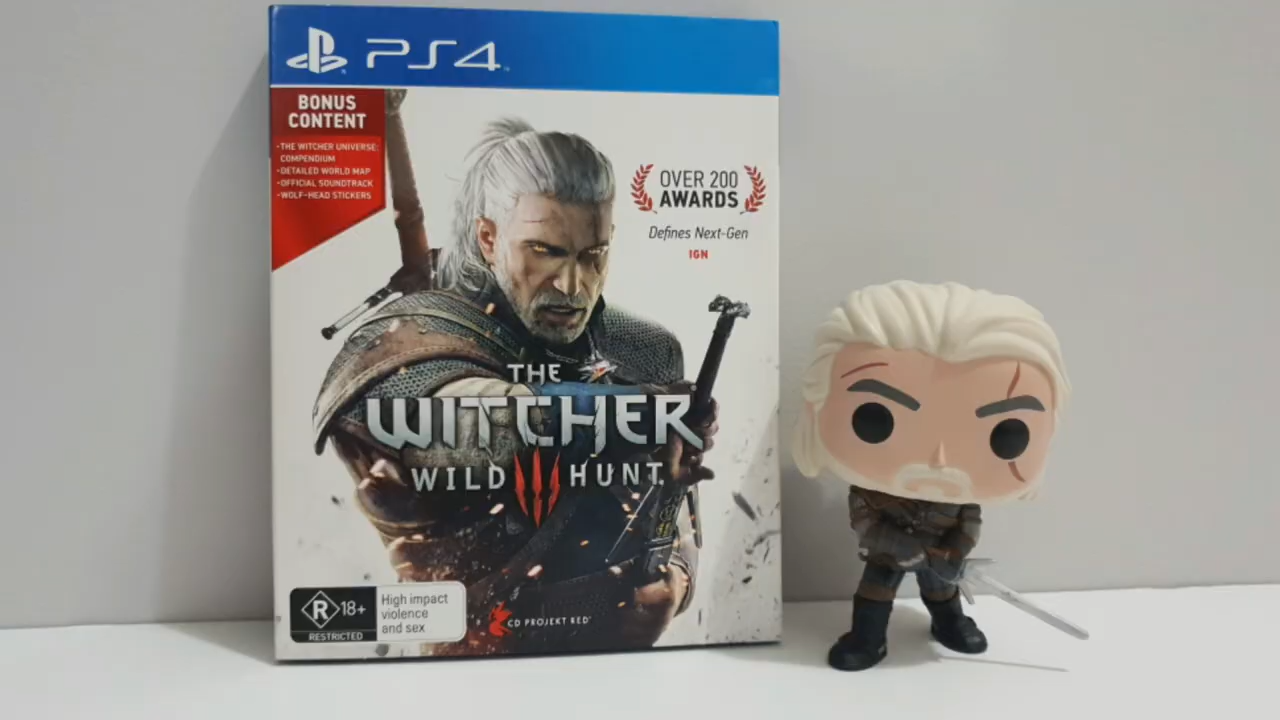 PS4
BONUS
CONTENT
•THE WITCHER UNIVERSE:
COMPENDIUM
•DETAILED WORLD MAP
•OFFICIAL SOUNDTRACK
•WOLF-HEAD STICKERS
OVER 200
AWARDS
Defines Next-Gen
IGN
THE
WITCHER
WILD III HUNT
R 18+
RESTRICTED
High impact
violence
and sex
CD PROJEKT RED